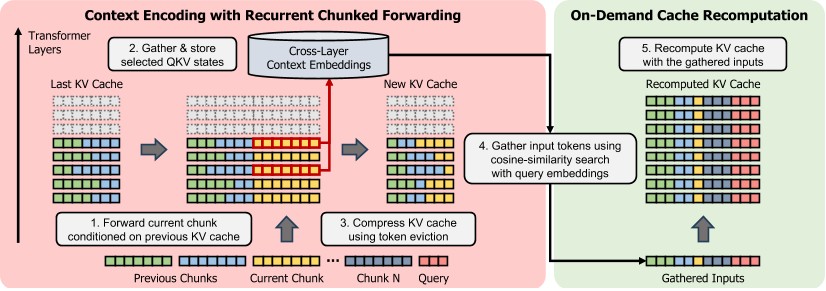 Context Encoding with Recurrent Chunked Forwarding
On-Demand Cache Recomputation
Transformer
Layers
2. Gather & store
selected QKV states
Cross-Layer
Context Embeddings
5. Recompute KV cache
with the gathered inputs
Last KV Cache
New KV Cache
Recomputed KV Cache
4. Gather input tokens using
cosine-similarity search
with query embeddings
1. Forward current chunk
conditioned on previous KV cache
3. Compress KV cache
using token eviction
...
Previous Chunks
Current Chunk
Chunk N
Query
Gathered Inputs